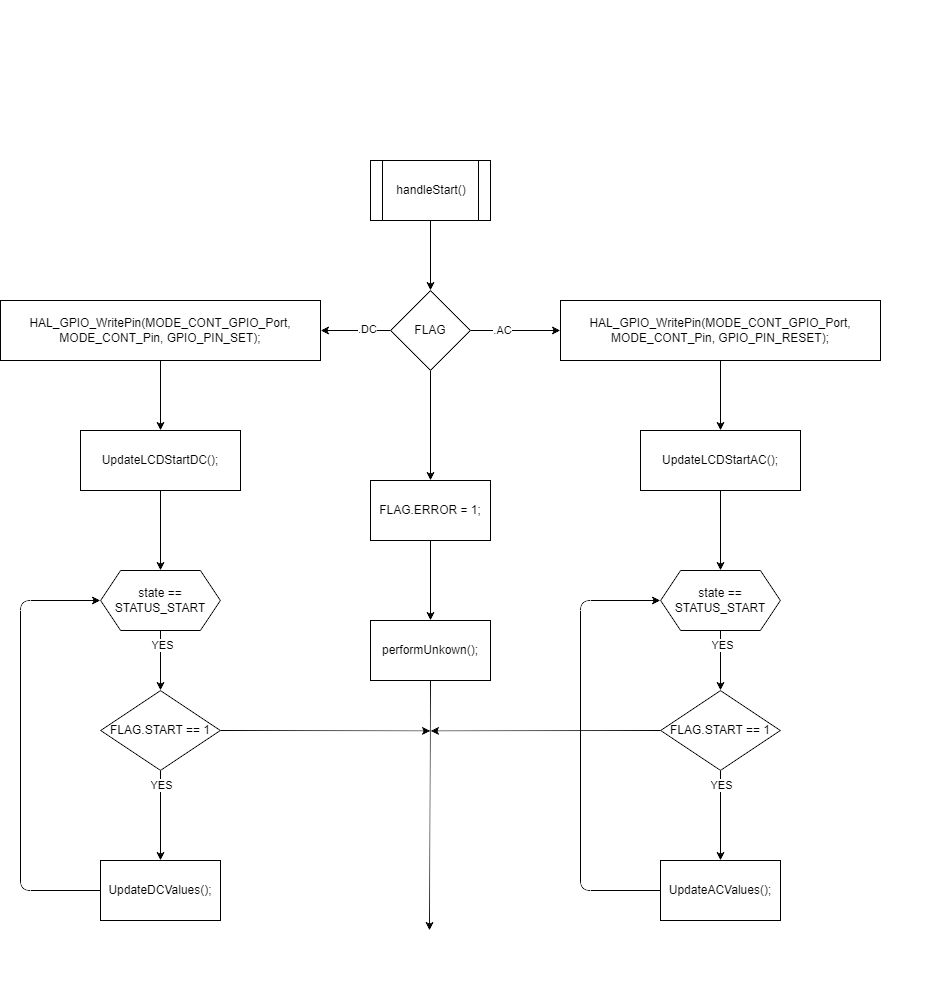 handleStart()
HAL_GPIO_WritePin(MODE_CONT_GPIO_Port,
MODE_CONT_Pin, GPIO_PIN_SET);
.DC
FLAG
.AC
HAL_GPIO_WritePin(MODE_CONT_GPIO_Port,
MODE_CONT_Pin, GPIO_PIN_RESET);
UpdateLCDStartDC();
UpdateLCDStartAC();
FLAG.ERROR = 1;
state ==
STATUS_START
state ==
STATUS_START
YES
performUnkown();
YES
FLAG.START == 1
FLAG.START == 1
YES
YES
UpdateDCValues();
UpdateACValues();